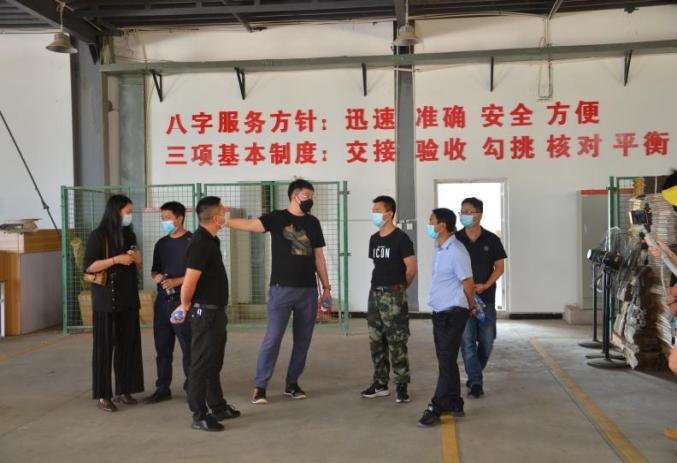 八字服务方针：迅速 准确 安全 方便
三项基本制度：交接 验收 勾挑 核对 平衡
ICON